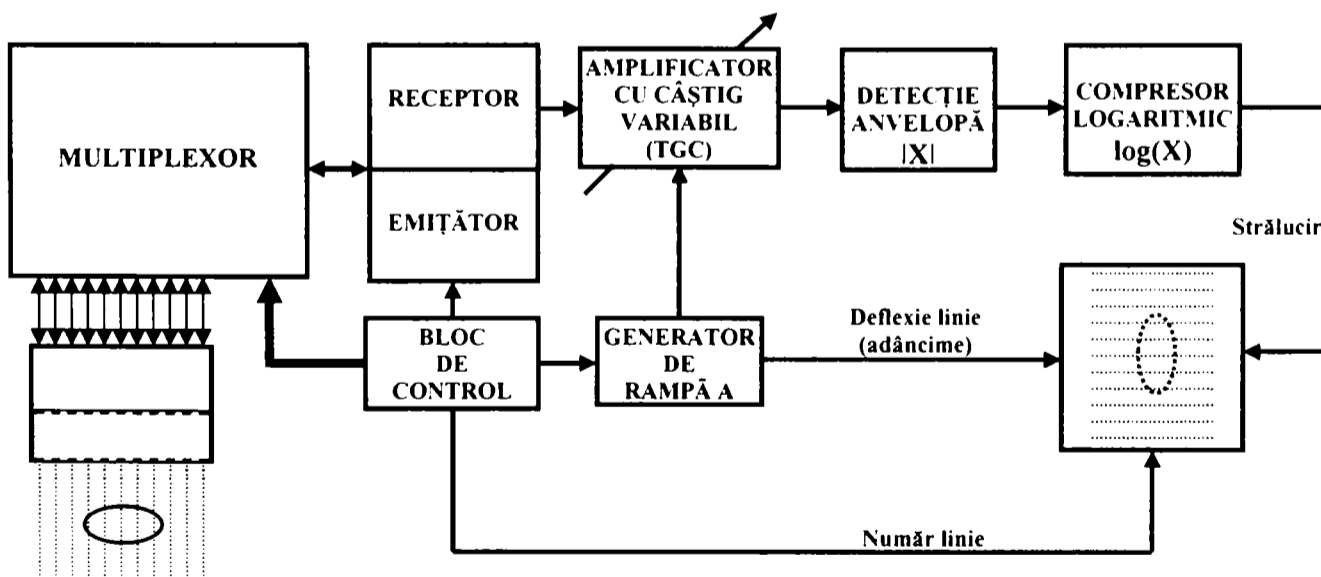 MULTIPLEXOR
RECEPTOR
EMIȚĂTOR
AMPLIFICATOR
CU CÂȘTIG
VARIABIL
(TGC)
DETECȚIE
ANVELOPĂ
|X|
COMPRESOR
LOGARITMIC
log(X)
Strălucir
BLOC
DE
CONTROL
GENERATOR
DE
RAMPĂ A
Deflexie linie
(adâncime)
Număr linie